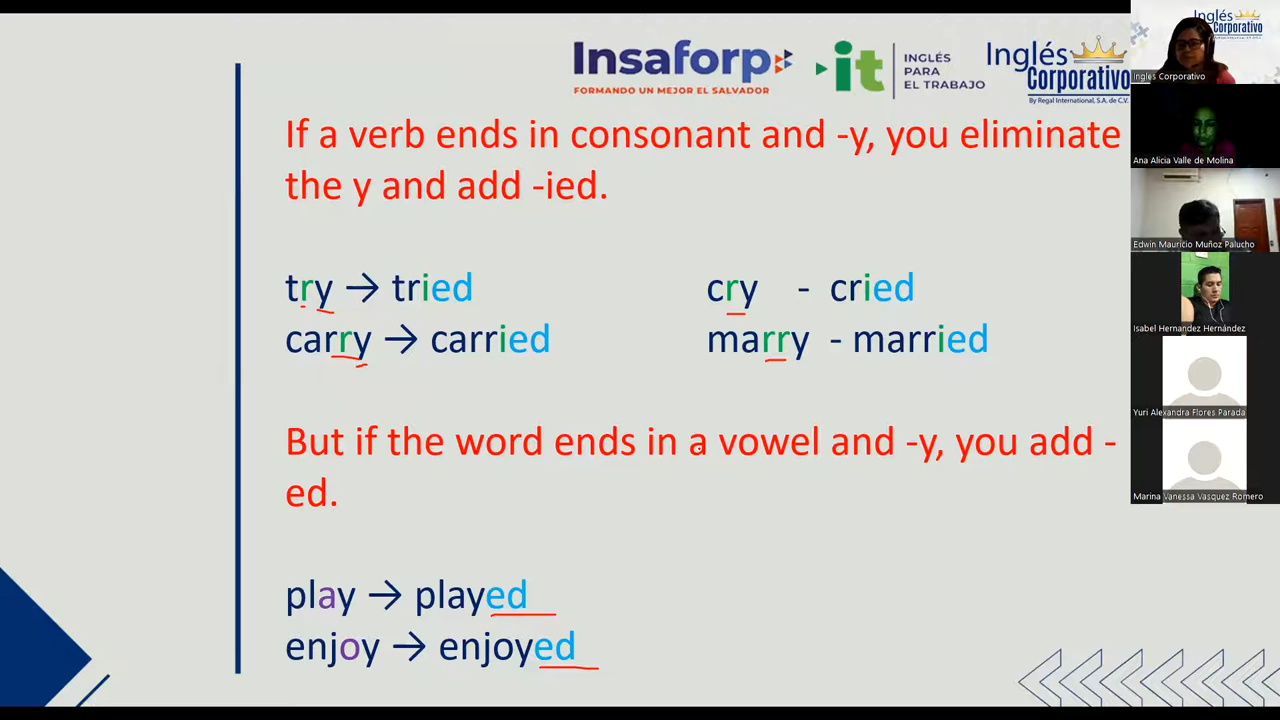 Insaforp
FORMANDO UN MEJOR EL SALVADOR
it
INGLÉS
PARA
EL TRABAJO
Inglés
Corporativo
By Regal International, S.A. de C.V.
If a verb ends in consonant and -y, you eliminate
the y and add -ied.
try → tried
cry - cried
carry → carried
marry - married
But if the word ends in a vowel and -y, you add -
ed.
play → played
enjoy → enjoyed
Inglés
Corporativo
Ingles Corporativo
Ana Alicia Valle de Molina
Edwin Mauricio Muñoz Palucho
Isabel Hernandez Hernández
Yuri Alexandra Flores Parada
Marina Vanessa Vasquez Romero